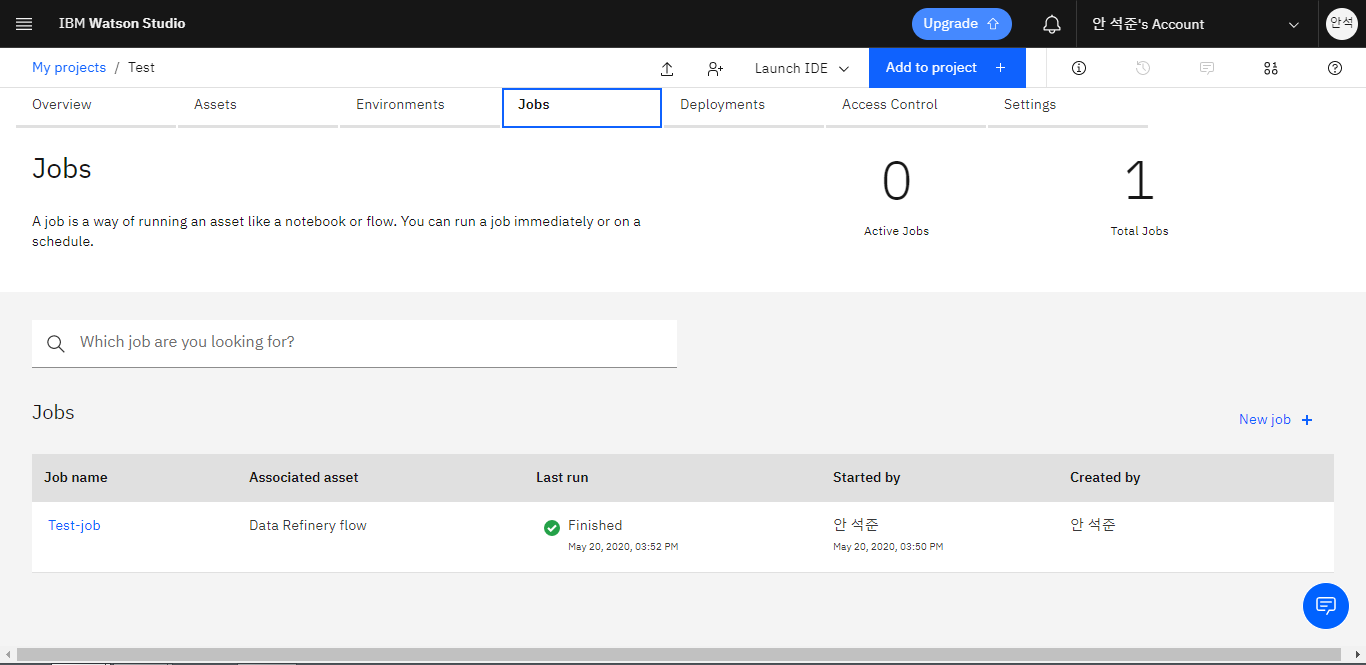 IBM Watson Studio
Upgrade
안 석준's Account
안석
My projects / Test
Launch IDE
Add to project +
Overview
Assets
Environments
Jobs
Deployments
Access Control
Settings
Jobs
A job is a way of running an asset like a notebook or flow. You can run a job immediately or on a
schedule.
0
Active Jobs
1
Total Jobs
Which job are you looking for?
Jobs
New job +
Job name
Associated asset
Last run
Started by
Created by
Test-job
Data Refinery flow
Finished
May 20, 2020, 03:52 PM
안 석준
May 20, 2020, 03:50 PM
안 석준